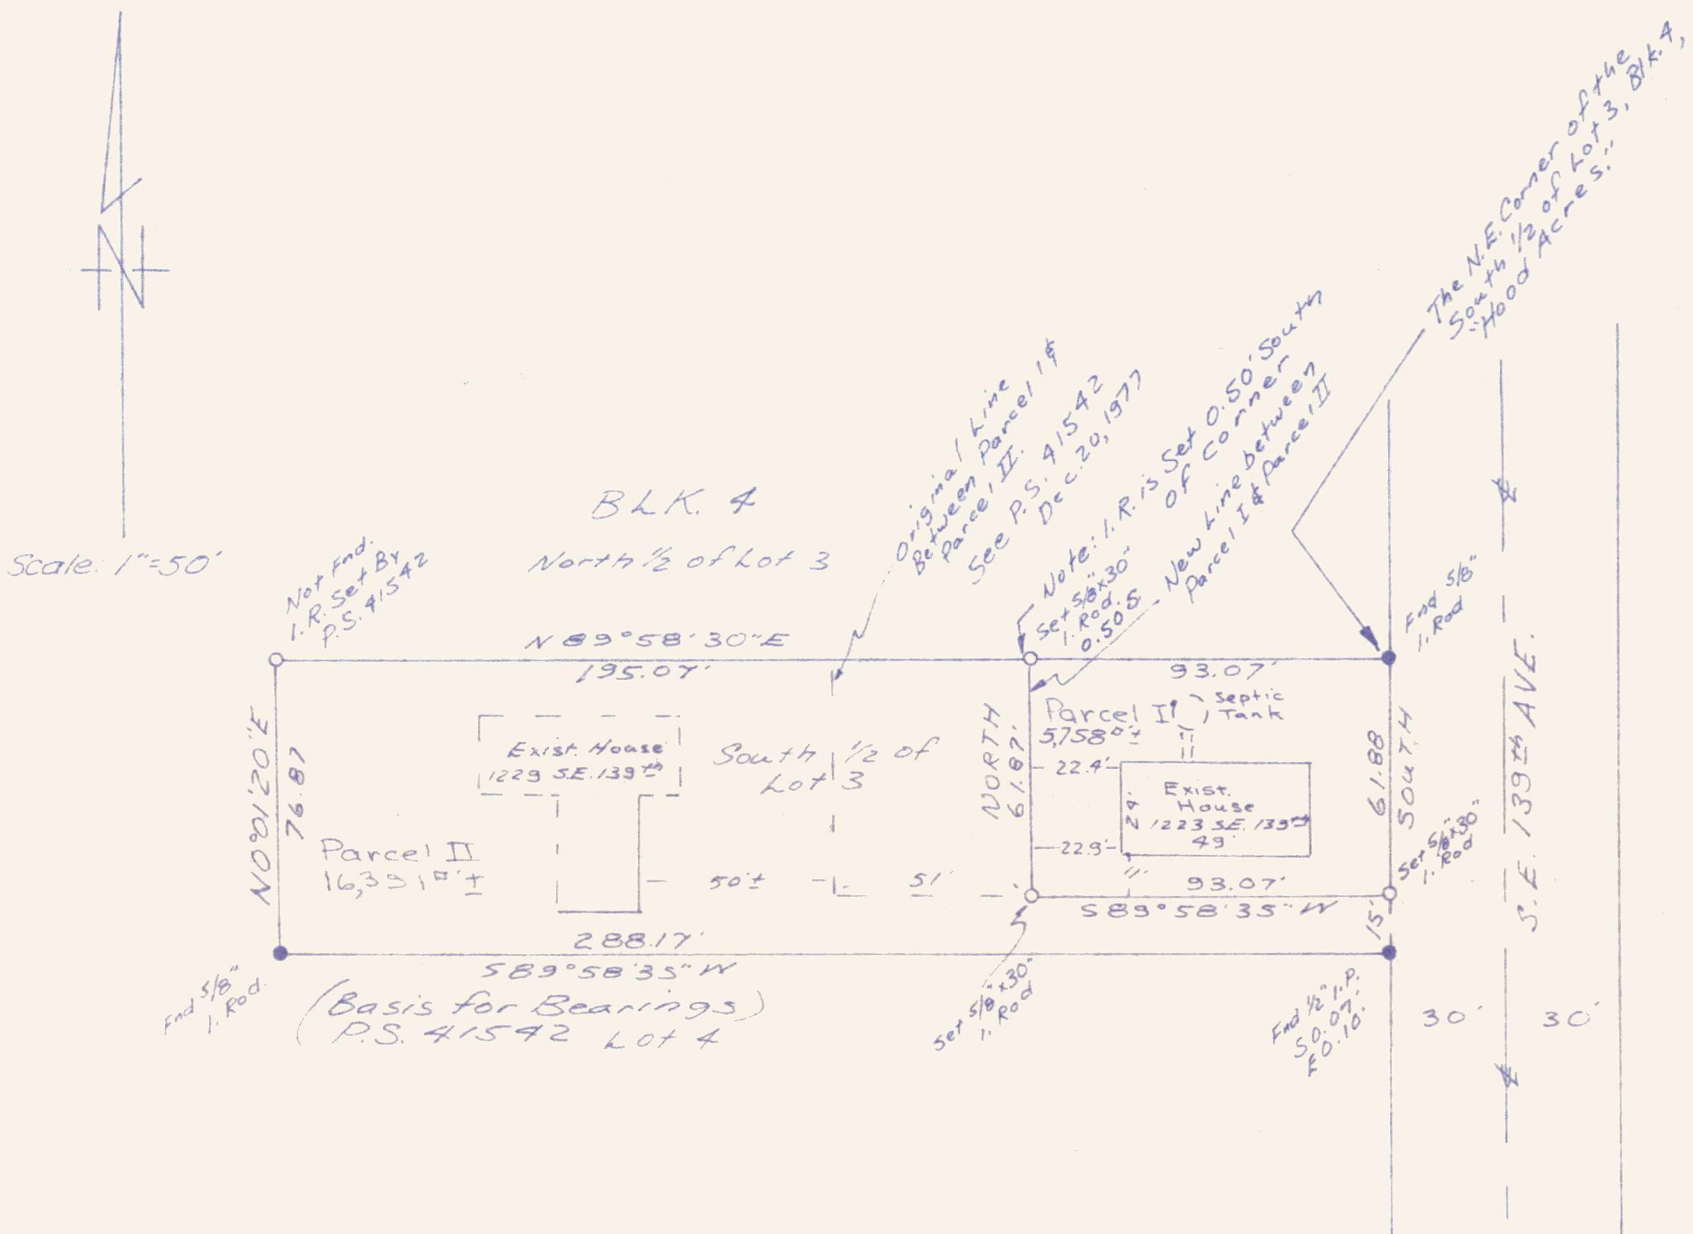 N
Scale: 1"=50'
The N.E. Corner of the
South 1/2 of Lot 3, Blk. 4,
"Hood Acres."
Original Line
Between Parcel I &
Parcel II.
See P.S. 41542
Dec. 20, 1977
Note: I.R. is Set 0.50' South
of Corner
Set 5/8"x30"
I. Rod.
0.50 S.
New Line between
Parcel I & Parcel II
BLK. 4
North 1/2 of Lot 3
Not Fnd.
I.R. Set By
P.S. 41542
Fnd 5/8"
I. Rod
N 89°58'30"E
195.07'
93.07'
N0°01'20"E
76.87
Exist. House
1229 S.E. 139th
South 1/2 of
Lot 3
NORTH
61.87'
Parcel I
5,758 □'±
Septic
Tank
22.4'
Exist.
House
1223 S.E. 139th
49'
24'
22.9'
61.88
SOUTH
S.E. 139th AVE.
Parcel II
16,391 □'±
50'±
51'
93.07'
S89°58'35"W
Set 5/8"x30"
I. Rod
15'
288.17'
S89°58'35"W
(Basis for Bearings)
P.S. 41542
Lot 4
Fnd 5/8"
I. Rod.
Set 5/8"x30"
I. Rod
Fnd 1/2" I.P.
S 0.07'
E 0.10'
30'
30'